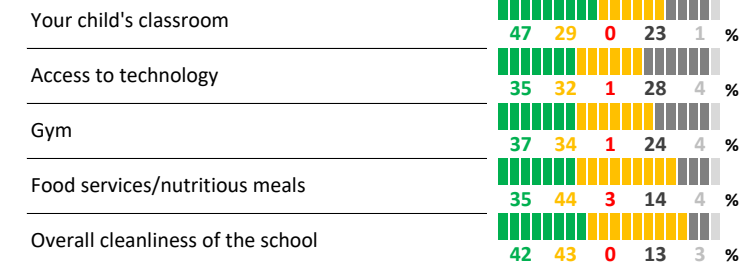 Your child's classroom
47 29 0 23 1 %
Access to technology
35 32 1 28 4 %
Gym
37 34 1 24 4 %
Food services/nutritious meals
35 44 3 14 4 %
Overall cleanliness of the school
42 43 0 13 3 %